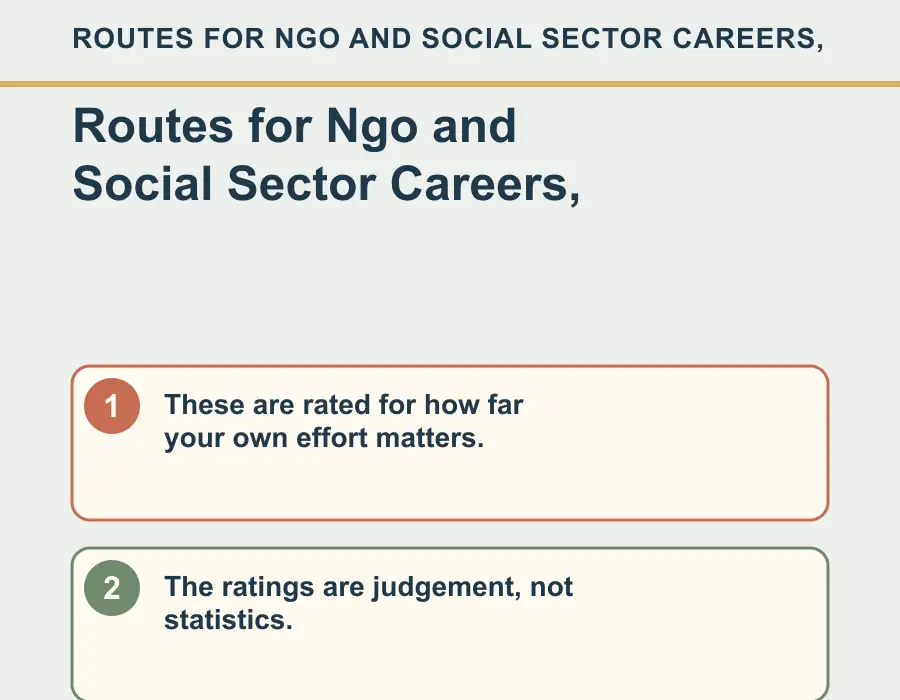 ROUTES FOR NGO AND SOCIAL SECTOR CAREERS,
Routes for Ngo and
Social Sector Careers,
1
These are rated for how far
your own effort matters.
2
The ratings are judgement, not
statistics.